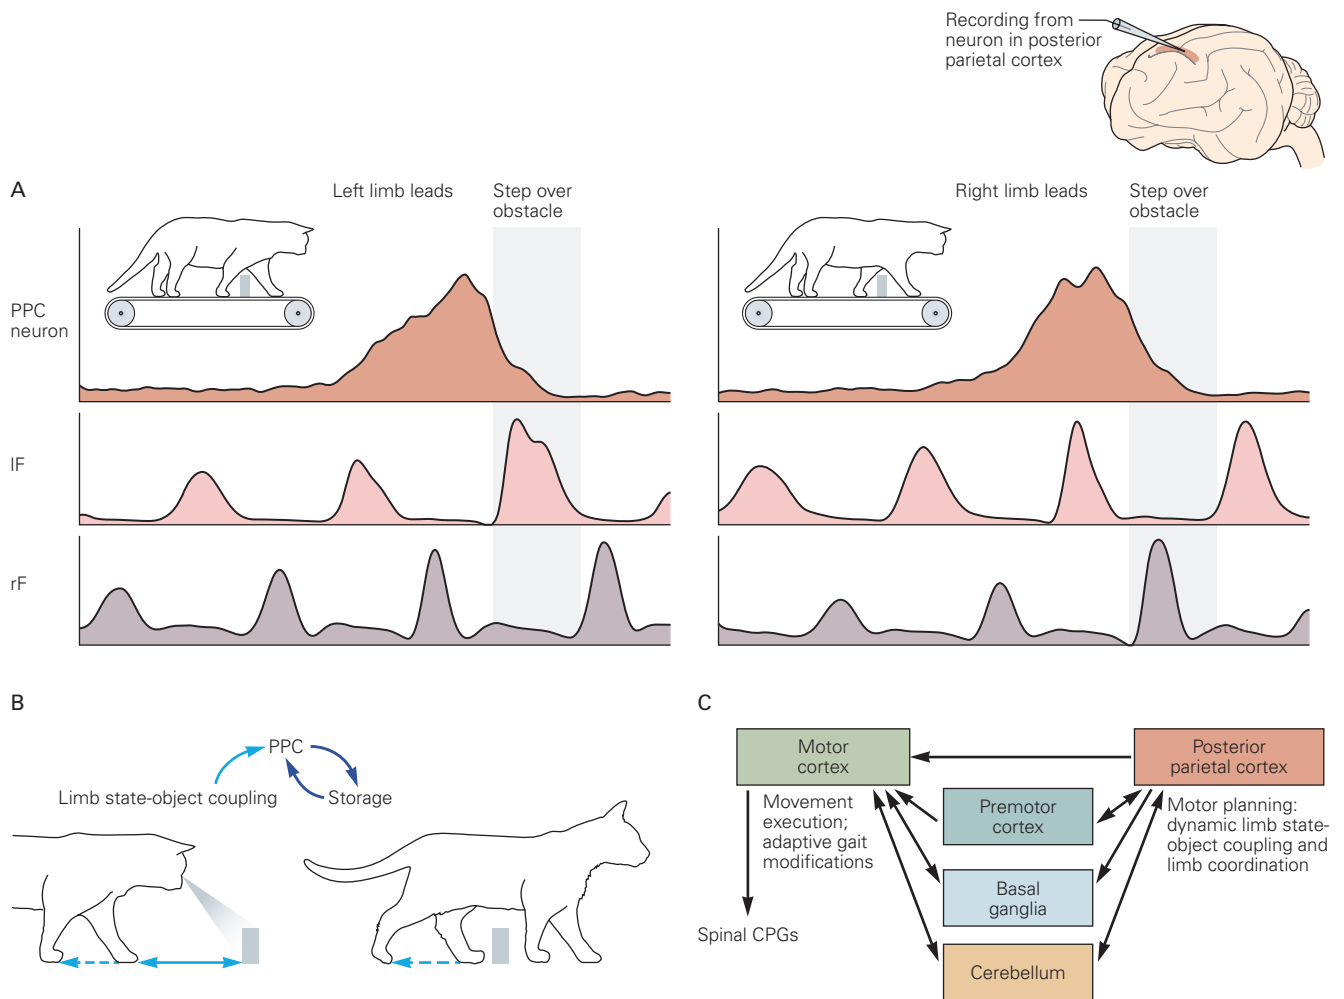 Recording from
neuron in posterior
parietal cortex
A
Left limb leads
Step over
obstacle
Right limb leads
Step over
obstacle
PPC
neuron
lF
rF
B
PPC
Limb state-object coupling
Storage
C
Motor
cortex
Posterior
parietal cortex
Movement
execution;
adaptive gait
modifications
Premotor
cortex
Motor planning:
dynamic limb state-
object coupling and
limb coordination
Basal
ganglia
Spinal CPGs
Cerebellum